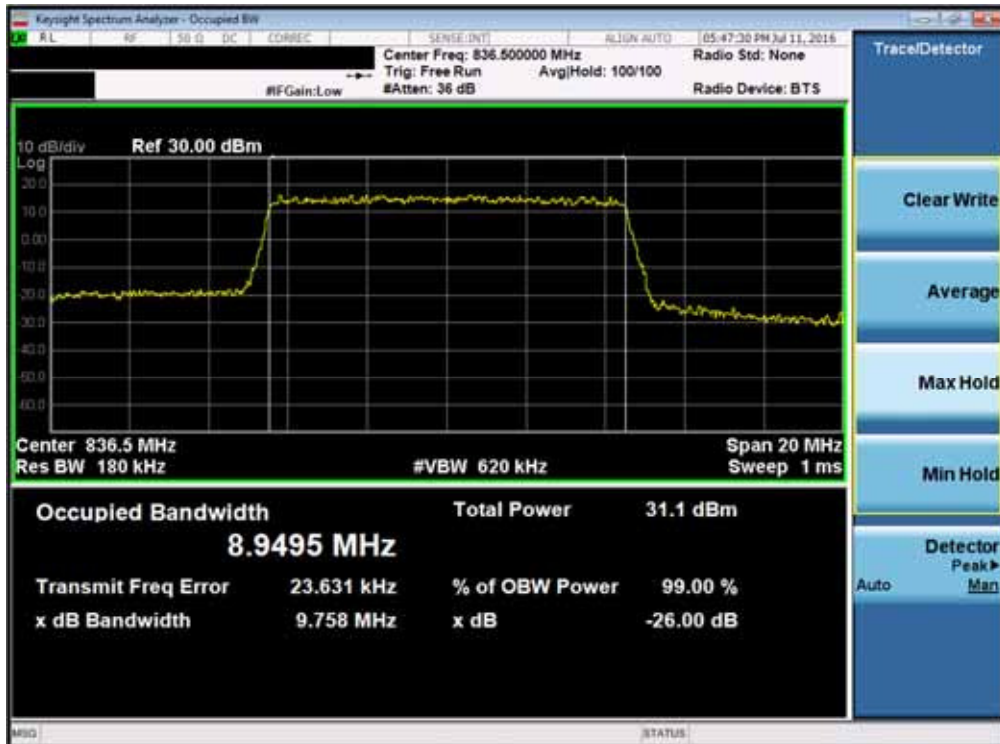 Keysight Spectrum Analyzer - Occupied BW
RL RF 50 Ω DC CORREC SENSE:INT ALIGN AUTO 05:47:30 PM Jul 11, 2016
Center Freq: 836.500000 MHz Radio Std: None
Trig: Free Run Avg|Hold: 100/100
#IFGain:Low #Atten: 36 dB Radio Device: BTS
Trace/Detector
10 dB/div Ref 30.00 dBm
Log
20.0
10.0
0.00
-10.0
-20.0
-30.0
-40.0
-50.0
-60.0
Center 836.5 MHz Span 20 MHz
Res BW 180 kHz #VBW 620 kHz Sweep 1 ms
Occupied Bandwidth Total Power 31.1 dBm
8.9495 MHz
Transmit Freq Error 23.631 kHz % of OBW Power 99.00 %
x dB Bandwidth 9.758 MHz x dB -26.00 dB
Clear Write
Average
Max Hold
Min Hold
Detector
Peak▶
Auto Man
MSG STATUS